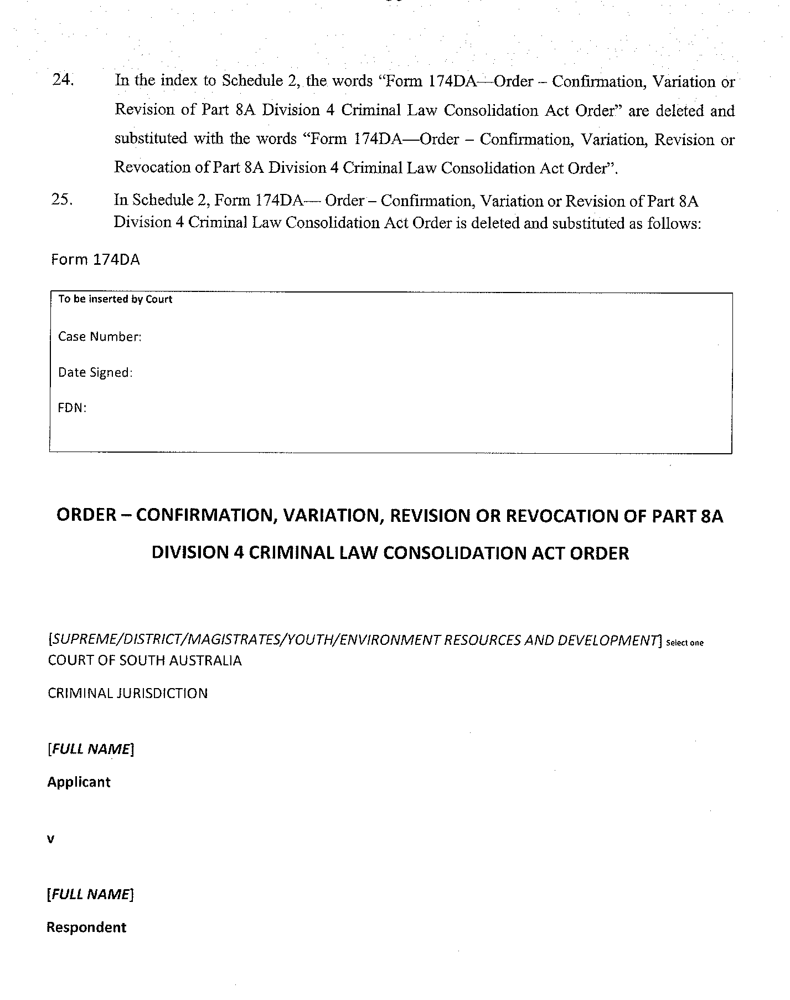 24. In the index to Schedule 2, the words “Form 174DA—Order – Confirmation, Variation or
Revision of Part 8A Division 4 Criminal Law Consolidation Act Order” are deleted and
substituted with the words “Form 174DA—Order – Confirmation, Variation, Revision or
Revocation of Part 8A Division 4 Criminal Law Consolidation Act Order”.
25. In Schedule 2, Form 174DA— Order – Confirmation, Variation or Revision of Part 8A
Division 4 Criminal Law Consolidation Act Order is deleted and substituted as follows:
Form 174DA
To be inserted by Court
Case Number:
Date Signed:
FDN:
ORDER – CONFIRMATION, VARIATION, REVISION OR REVOCATION OF PART 8A
DIVISION 4 CRIMINAL LAW CONSOLIDATION ACT ORDER
[SUPREME/DISTRICT/MAGISTRATES/YOUTH/ENVIRONMENT RESOURCES AND DEVELOPMENT] Select one
COURT OF SOUTH AUSTRALIA
CRIMINAL JURISDICTION
[FULL NAME]
Applicant
v
[FULL NAME]
Respondent